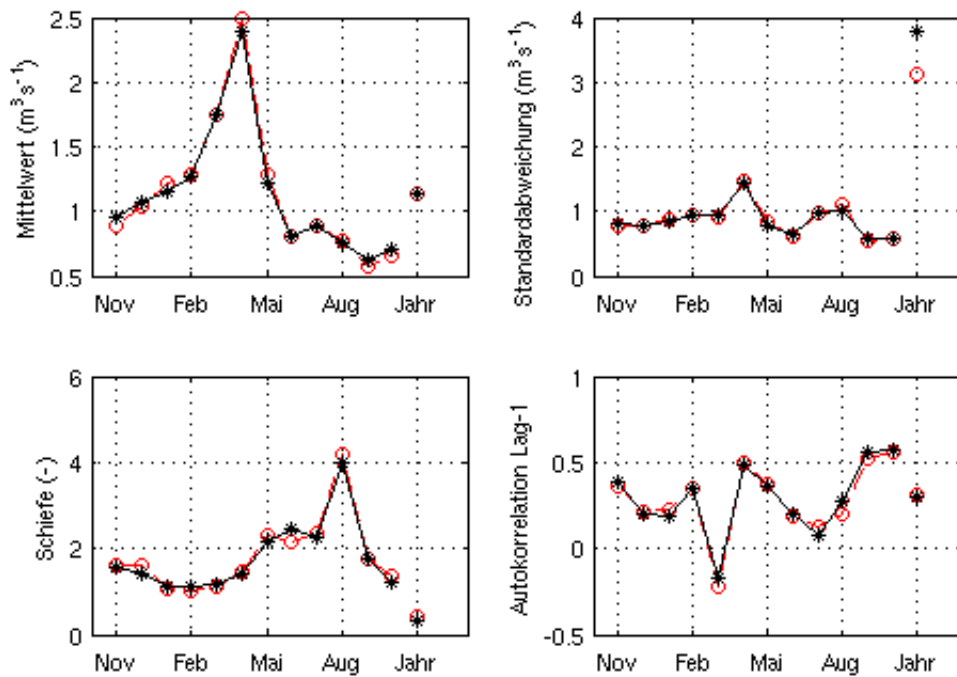 2.5
2
1.5
1
0.5
Mittelwert (m³ s⁻¹)
Nov Feb Mai Aug Jahr
4
3
2
1
0
Standardabweichung (m³ s⁻¹)
Nov Feb Mai Aug Jahr
6
4
2
0
Schiefe (-)
Nov Feb Mai Aug Jahr
1
0.5
0
-0.5
Autokorrelation Lag-1
Nov Feb Mai Aug Jahr